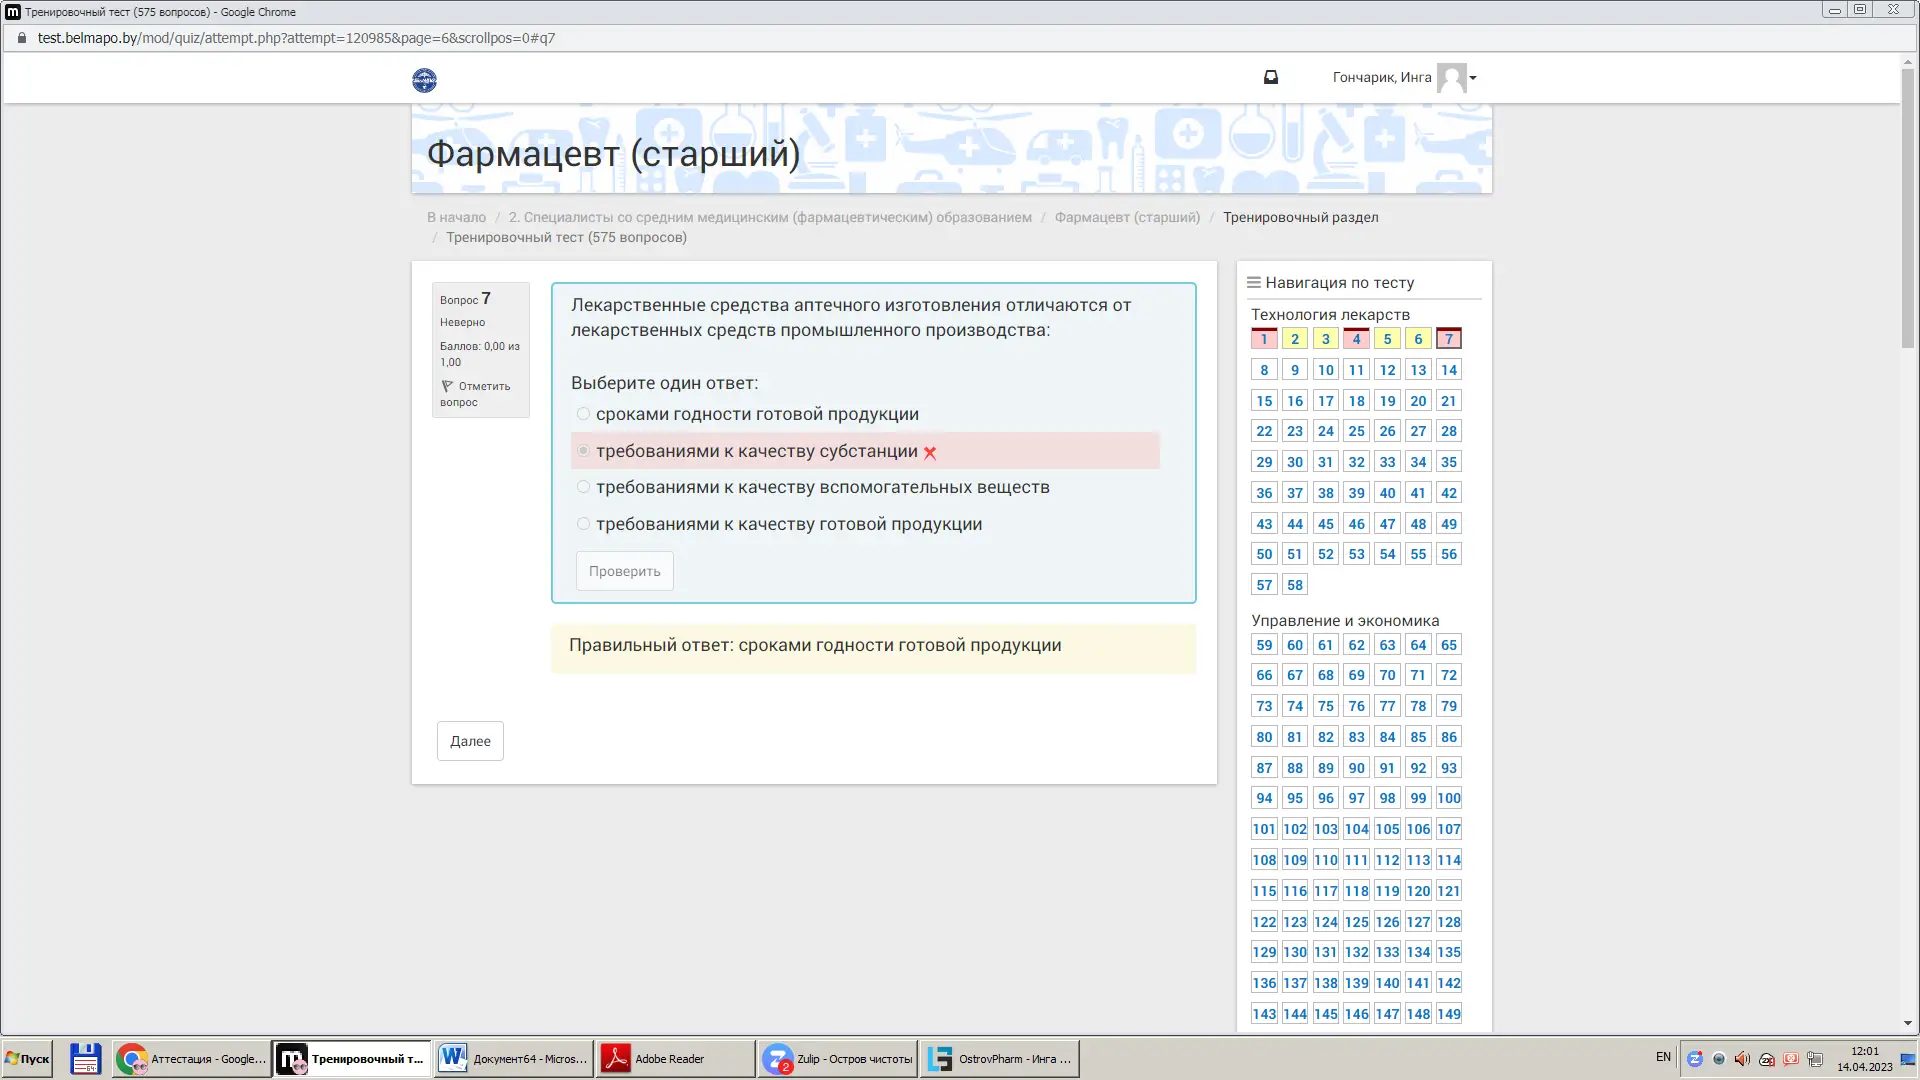 Тренировочный тест (575 вопросов) - Google Chrome
test.belmapo.by/mod/quiz/attempt.php?attempt=120985&page=6&scrollpos=0#q7
Гончарик, Инга
Фармацевт (старший)
В начало / 2. Специалисты со средним медицинским (фармацевтическим) образованием / Фармацевт (старший) / Тренировочный раздел
/ Тренировочный тест (575 вопросов)
Вопрос 7
Неверно
Баллов: 0,00 из
1,00
Отметить
вопрос
Лекарственные средства аптечного изготовления отличаются от
лекарственных средств промышленного производства:
Выберите один ответ:
сроками годности готовой продукции
требованиями к качеству субстанции
требованиями к качеству вспомогательных веществ
требованиями к качеству готовой продукции
Проверить
Правильный ответ: сроками годности готовой продукции
Далее
Навигация по тесту
Технология лекарств
1 2 3 4 5 6 7
8 9 10 11 12 13 14
15 16 17 18 19 20 21
22 23 24 25 26 27 28
29 30 31 32 33 34 35
36 37 38 39 40 41 42
43 44 45 46 47 48 49
50 51 52 53 54 55 56
57 58
Управление и экономика
59 60 61 62 63 64 65
66 67 68 69 70 71 72
73 74 75 76 77 78 79
80 81 82 83 84 85 86
87 88 89 90 91 92 93
94 95 96 97 98 99 100
101 102 103 104 105 106 107
108 109 110 111 112 113 114
115 116 117 118 119 120 121
122 123 124 125 126 127 128
129 130 131 132 133 134 135
136 137 138 139 140 141 142
143 144 145 146 147 148 149
Пуск
Аттестация - Google...
Тренировочный т...
Документ64 - Micros...
Adobe Reader
2
Zulip - Остров чистоты
OstrovPharm - Инга ...
EN
12:01
14.04.2023